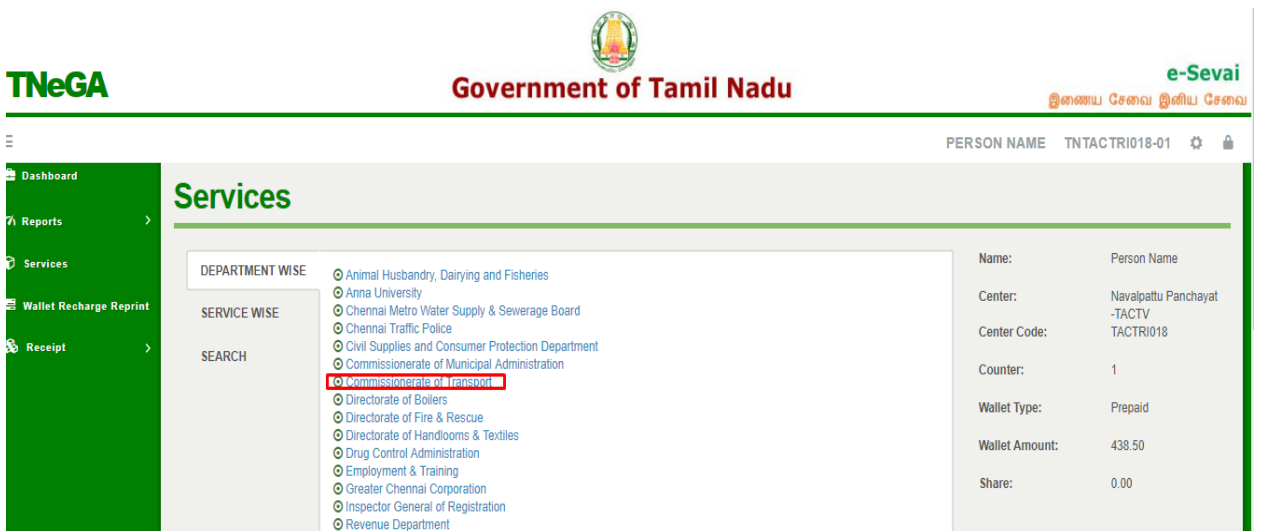 TNeGA
Government of Tamil Nadu
e-Sevai
இணைய சேவை இனிய சேவை
PERSON NAME TNTACTRI018-01
Dashboard
Reports
Services
Wallet Recharge Reprint
Receipt
Services
DEPARTMENT WISE
SERVICE WISE
SEARCH
Animal Husbandry, Dairying and Fisheries
Anna University
Chennai Metro Water Supply & Sewerage Board
Chennai Traffic Police
Civil Supplies and Consumer Protection Department
Commissionerate of Municipal Administration
Commissionerate of Transport
Directorate of Boilers
Directorate of Fire & Rescue
Directorate of Handlooms & Textiles
Drug Control Administration
Employment & Training
Greater Chennai Corporation
Inspector General of Registration
Revenue Department
Name: Person Name
Center: Navalpattu Panchayat
-TACTV
Center Code: TACTRI018
Counter: 1
Wallet Type: Prepaid
Wallet Amount: 438.50
Share: 0.00